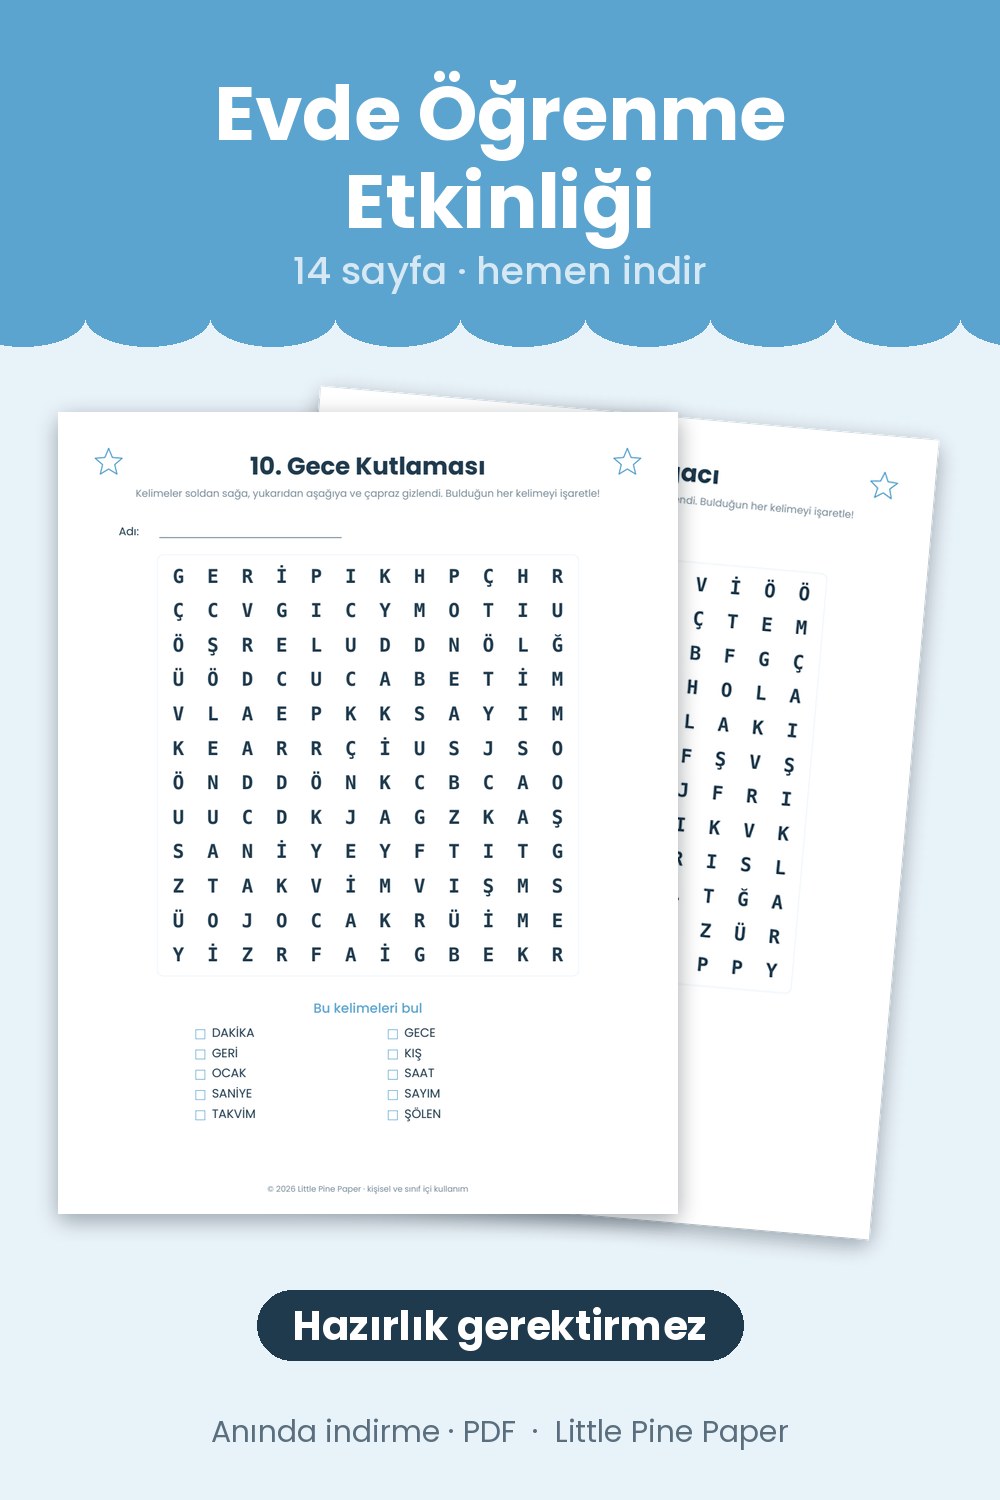 Evde Öğrenme
Etkinliği
14 sayfa · hemen indir
10. Gece Kutlaması
Kelimeler soldan sağa, yukarıdan aşağıya ve çapraz gizlendi. Bulduğun her kelimeyi işaretle!
Adı:
G E R İ P I K H P Ç H R
Ç C V G I C Y M O T I U
Ö Ş R E L U D D N Ö L Ğ
Ü Ö D C U C A B E T İ M
V L A E P K K S A Y I M
K E A R R Ç İ U S J S O
Ö N D D Ö N K C B C A O
U U C D K J A G Z K A Ş
S A N İ Y E Y F T I T G
Z T A K V İ M V I Ş M S
Ü O J O C A K R Ü İ M E
Y İ Z R F A İ G B E K R
Bu kelimeleri bul
DAKİKA
GERİ
OCAK
SANİYE
TAKVİM
GECE
KIŞ
SAAT
SAYIM
ŞÖLEN
© 2026 Little Pine Paper · kişisel ve sınıf içi kullanım
Bulduğun her kelimeyi işaretle!
V İ Ö Ö
Ç T E M
B F G Ç
H O L A
L A K I
F Ş V Ş
J F R I
I K V K
R I S L
T Ğ A
Z Ü R
P P Y
Hazırlık gerektirmez
Anında indirme · PDF · Little Pine Paper